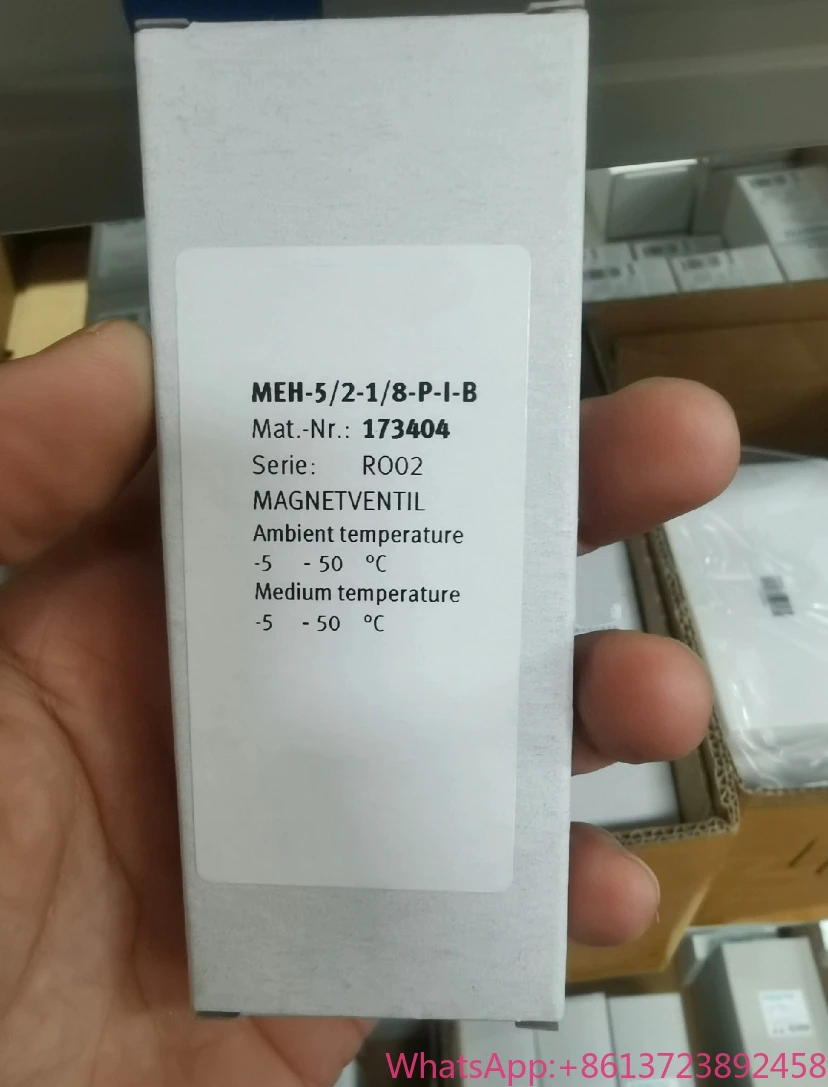 MEH-5/2-1/8-P-I-B
Mat.-Nr.: 173404
Serie: RO02
MAGNETVENTIL
Ambient temperature
-5 - 50 °C
Medium temperature
-5 - 50 °C
WhatsApp:+8613723892458